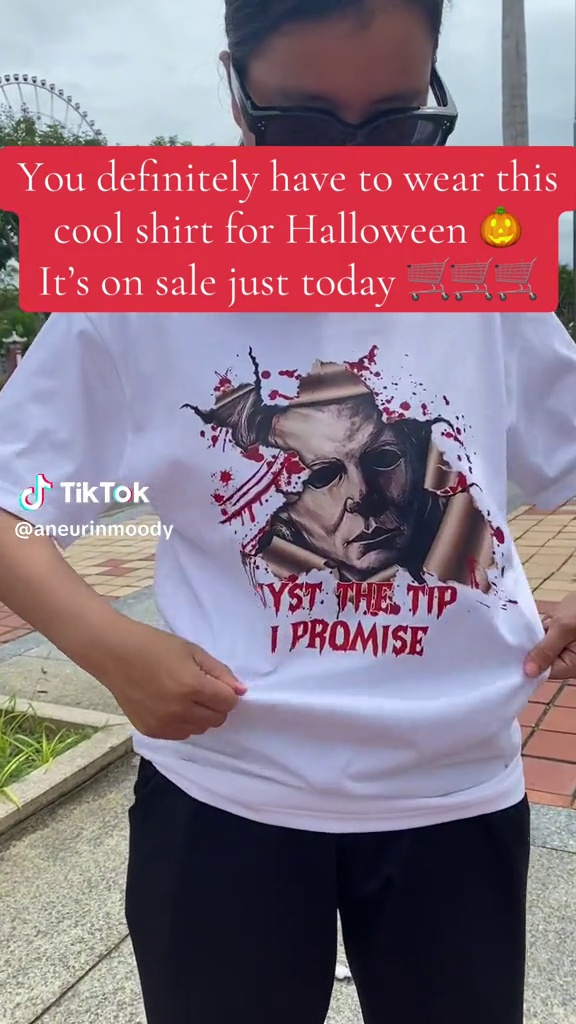 You definitely have to wear this
cool shirt for Halloween 🎃
It's on sale just today 🛒🛒🛒
TikTok
@aneurinmoody
THE TIP
I PROMISE